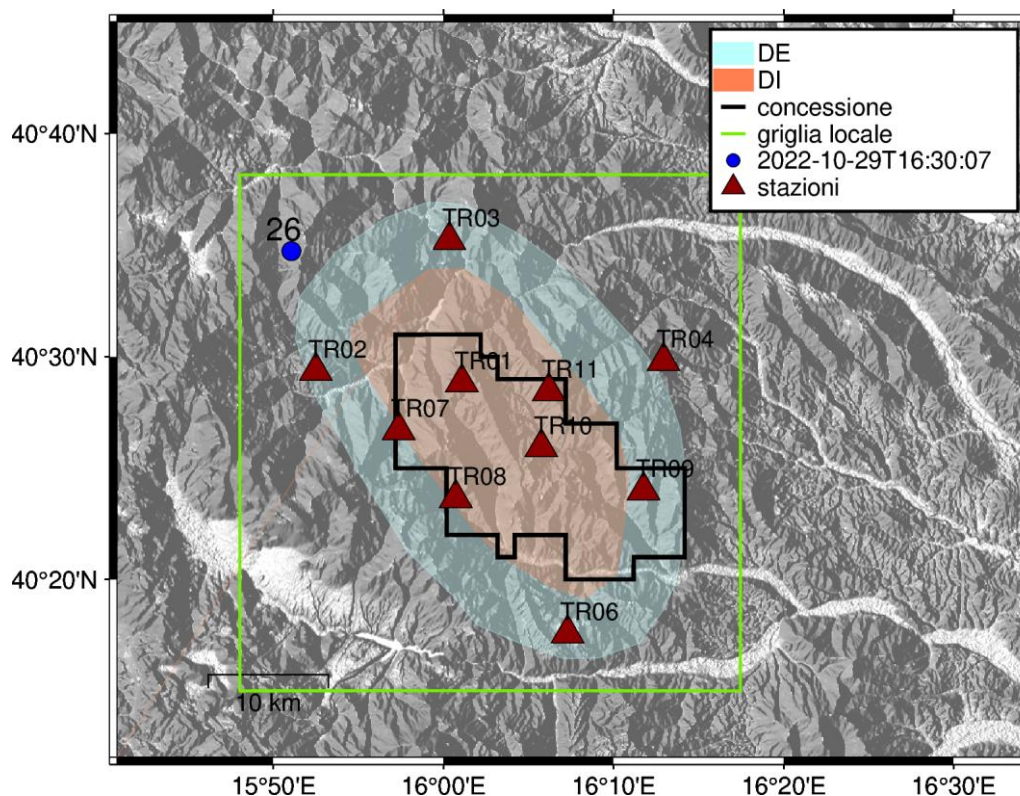 DE
DI
concessione
griglia locale
2022-10-29T16:30:07
stazioni
40°40'N
40°30'N
40°20'N
26
TR03
TR02
TR04
TR01
TR11
TR07
TR10
TR08
TR09
TR06
10 km
15°50'E
16°00'E
16°10'E
16°20'E
16°30'E